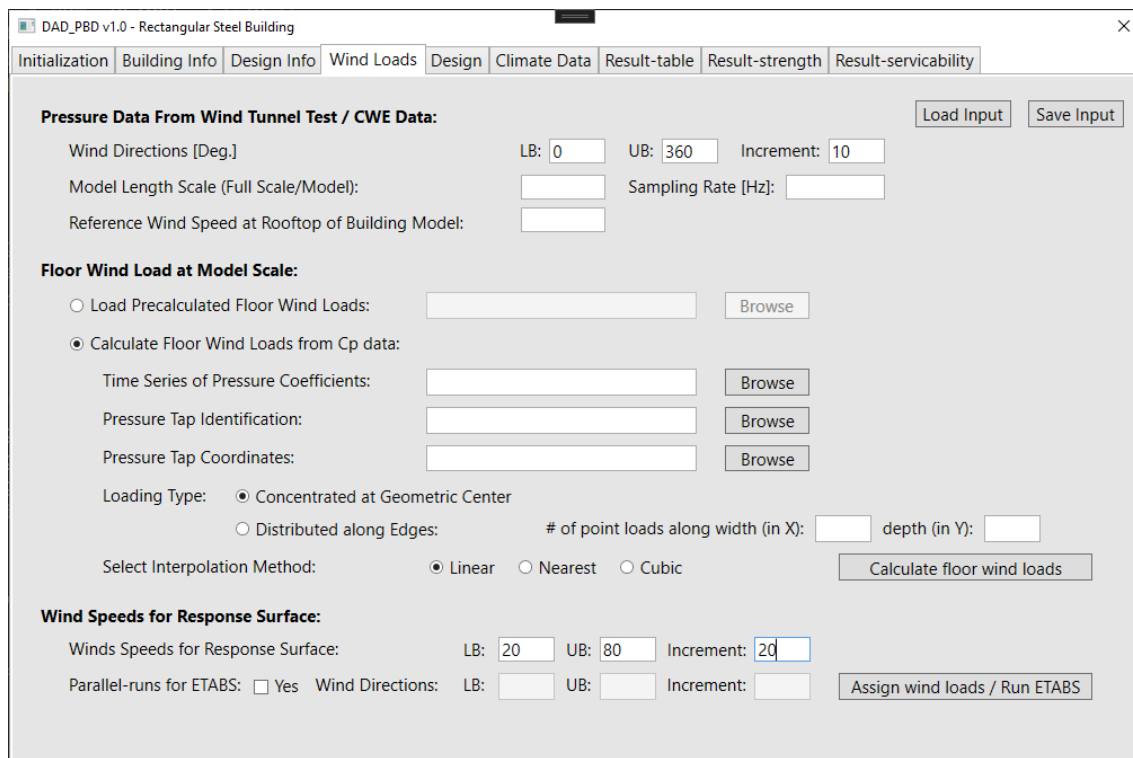 DAD_PBD v1.0 - Rectangular Steel Building
Initialization Building Info Design Info Wind Loads Design Climate Data Result-table Result-strength Result-servicability
Pressure Data From Wind Tunnel Test / CWE Data: Load Input Save Input
Wind Directions [Deg.] LB: 0 UB: 360 Increment: 10
Model Length Scale (Full Scale/Model): Sampling Rate [Hz]:
Reference Wind Speed at Rooftop of Building Model:
Floor Wind Load at Model Scale:
Load Precalculated Floor Wind Loads: Browse
Calculate Floor Wind Loads from Cp data:
Time Series of Pressure Coefficients: Browse
Pressure Tap Identification: Browse
Pressure Tap Coordinates: Browse
Loading Type: Concentrated at Geometric Center
Distributed along Edges: # of point loads along width (in X): depth (in Y):
Select Interpolation Method: Linear Nearest Cubic Calculate floor wind loads
Wind Speeds for Response Surface:
Winds Speeds for Response Surface: LB: 20 UB: 80 Increment: 20
Parallel-runs for ETABS: Yes Wind Directions: LB: UB: Increment: Assign wind loads / Run ETABS